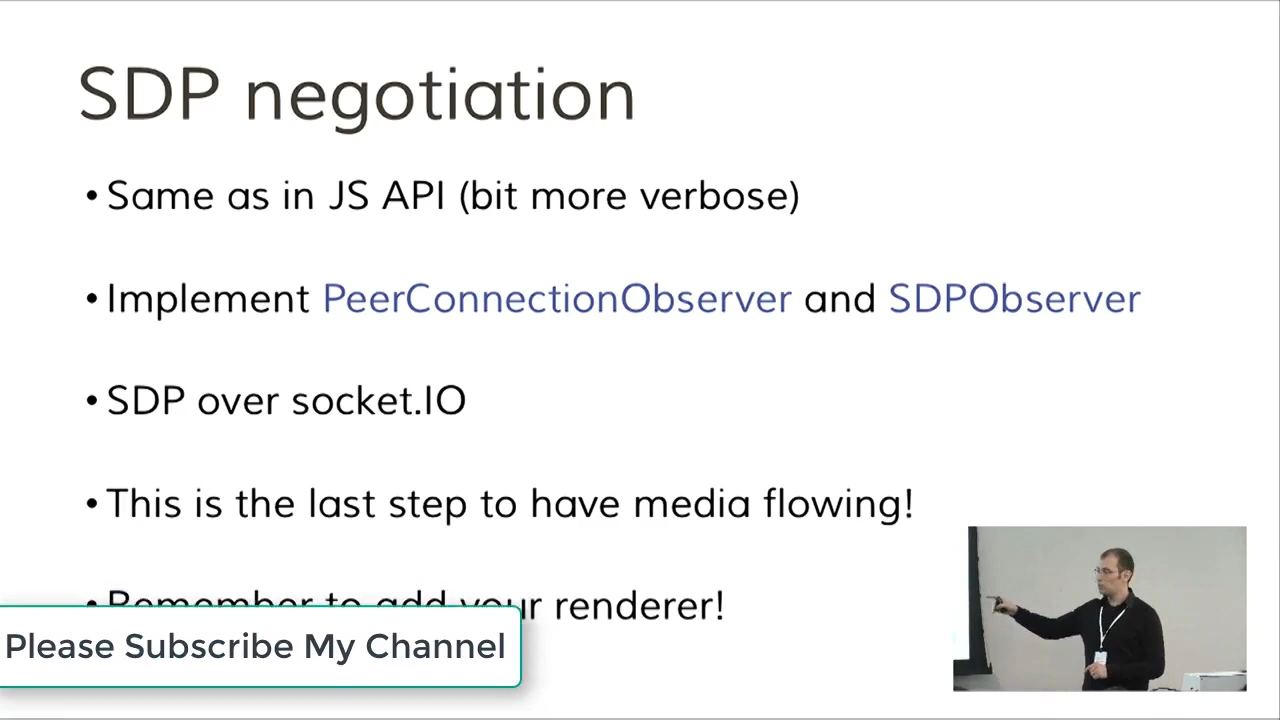 SDP negotiation
• Same as in JS API (bit more verbose)
• Implement PeerConnectionObserver and SDPObserver
• SDP over socket.IO
• This is the last step to have media flowing!
• Remember to add your renderer!
Please Subscribe My Channel